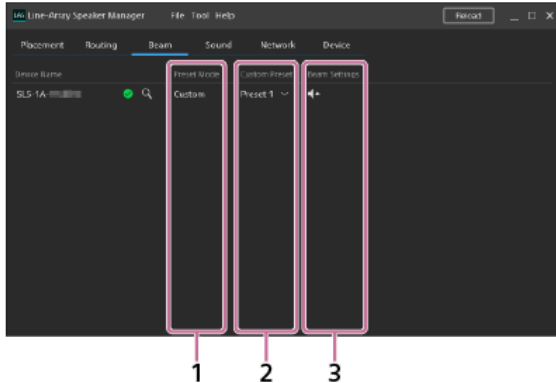 LAS Line-Array Speaker Manager File Tool Help Reload
Placement Routing Beam Sound Network Device
Device Name Preset Mode Custom Preset Beam Settings
SLS-1A- Custom Preset 1
1 2 3